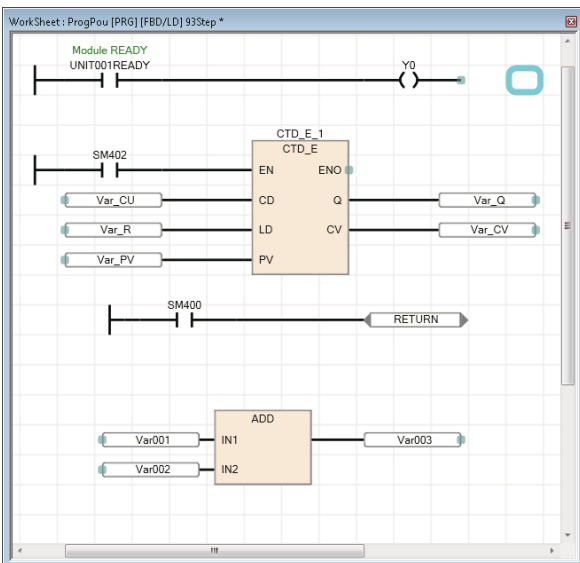 WorkSheet : ProgPou [PRG] [FBD/LD] 93Step *
Module READY
UNIT001READY
Y0
CTD_E_1
CTD_E
SM402
EN ENO
Var_CU CD Q Var_Q
Var_R LD CV Var_CV
Var_PV PV
SM400
RETURN
ADD
Var001 IN1 Var003
Var002 IN2